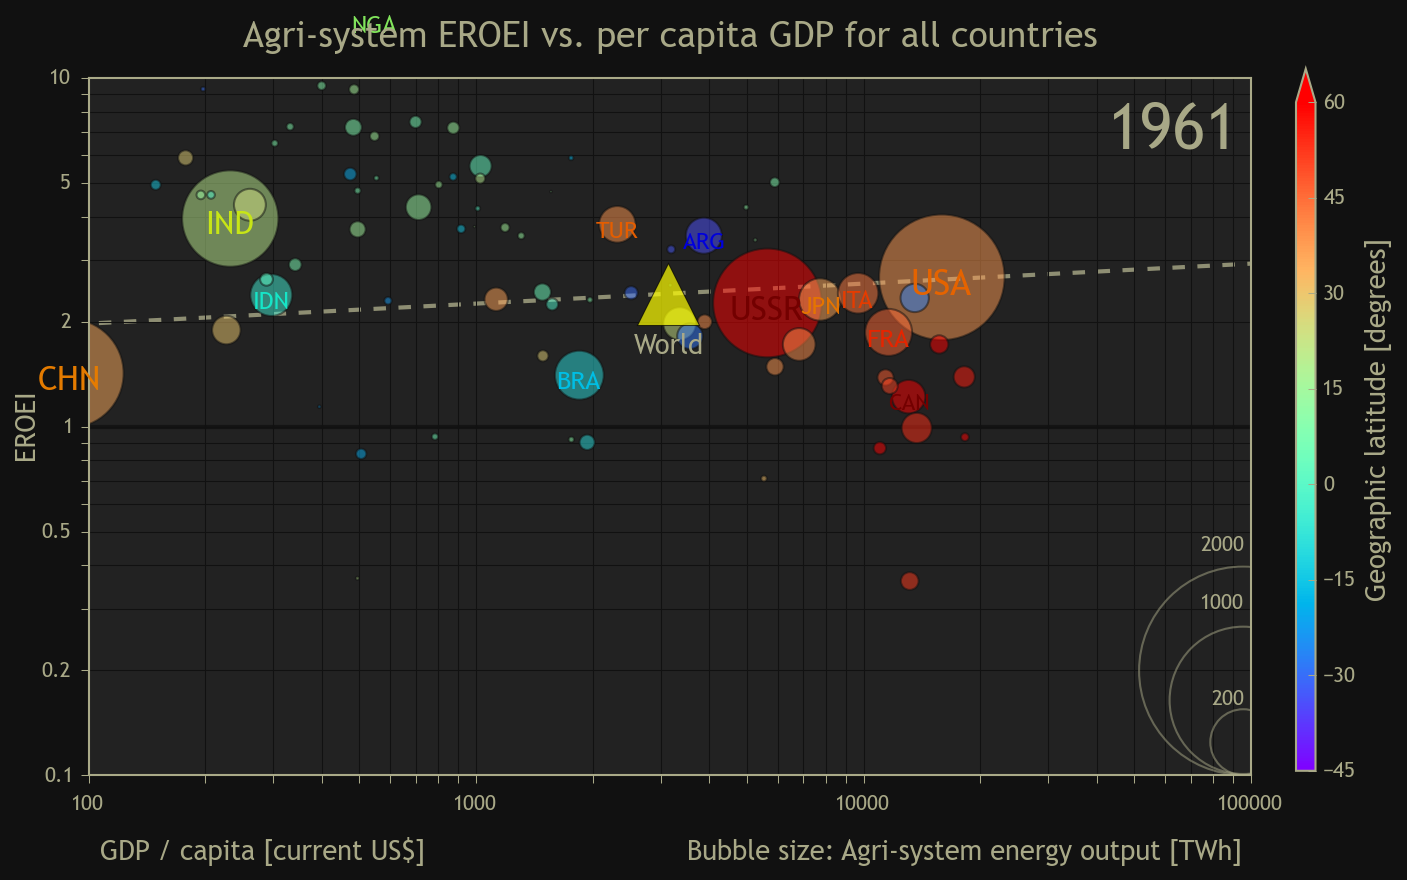 NGA
Agri-system EROEI vs. per capita GDP for all countries
1961
10
5
2
1
0.5
0.2
0.1
EROEI
IND
TUR
ARG
IDN
USSR
JPN
ITA
USA
FRA
World
CHN
BRA
CAN
2000
1000
200
100
1000
10000
100000
GDP / capita [current US$]
Bubble size: Agri-system energy output [TWh]
60
45
30
15
0
−15
−30
−45
Geographic latitude [degrees]